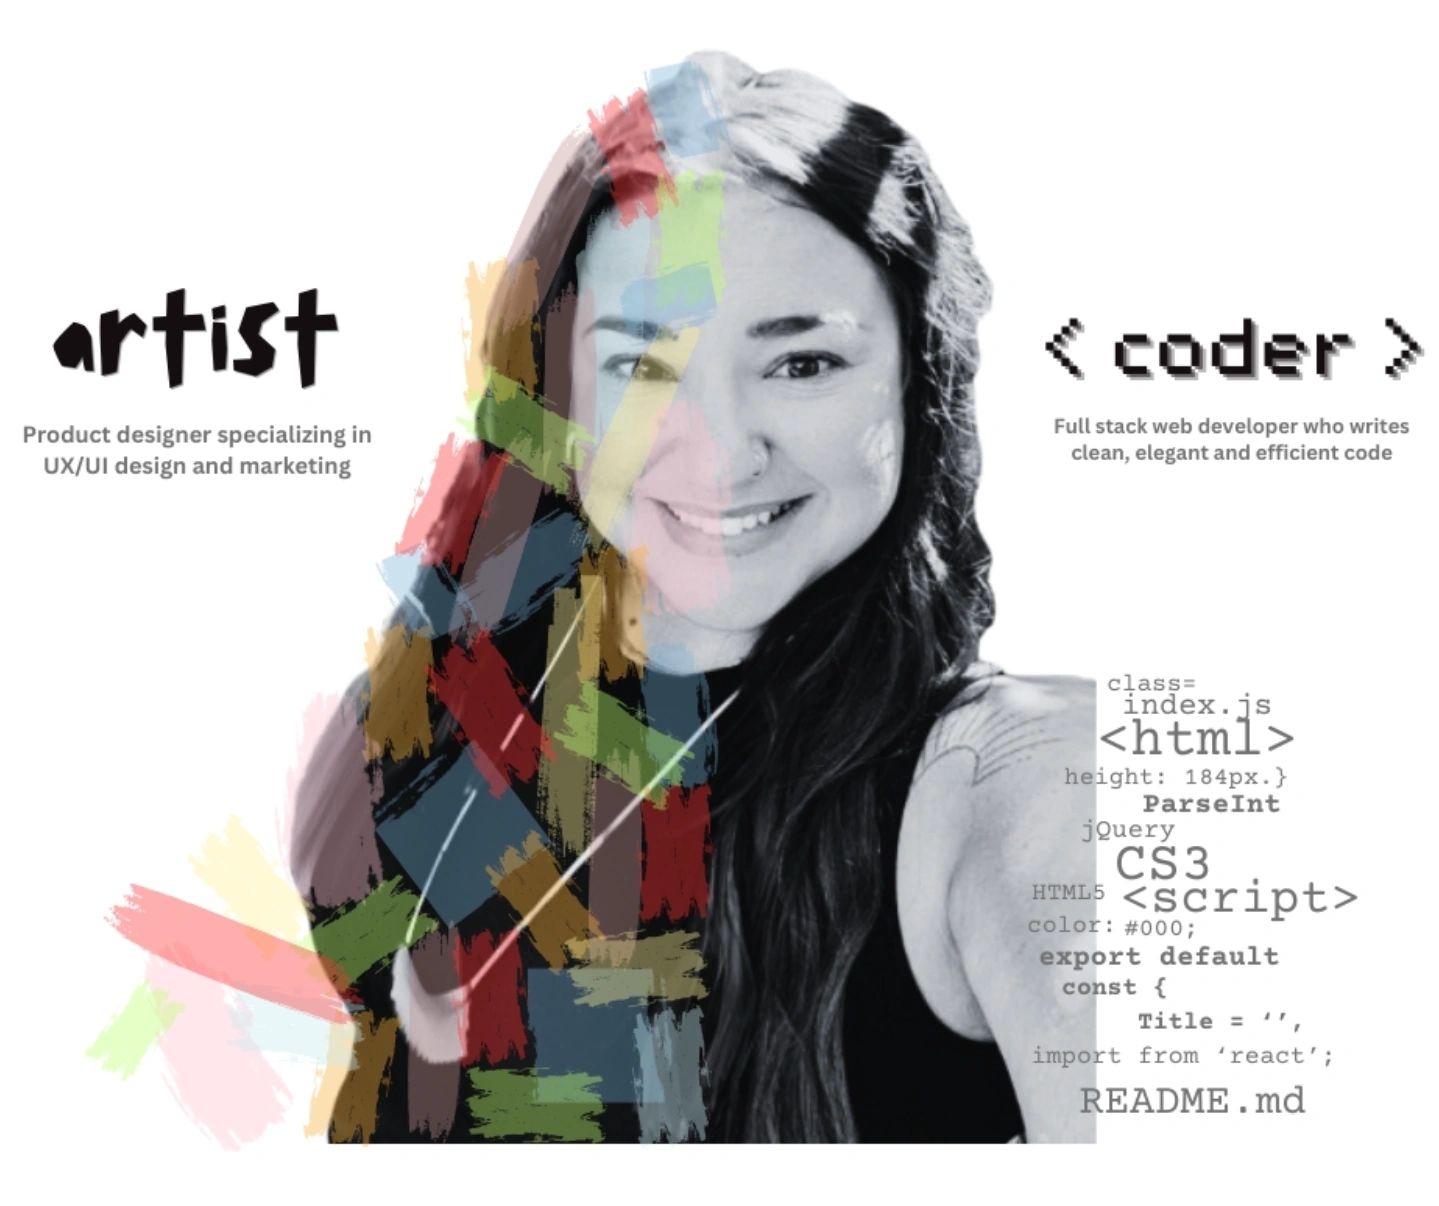 artist
Product designer specializing in
UX/UI design and marketing
< coder >
Full stack web developer who writes
clean, elegant and efficient code
class=
index.js
<html>
height: 184px.}
ParseInt
jQuery
CS3
HTML5 <script>
color: #000;
export default
const {
Title = ‘’,
import from ‘react’;
README.md